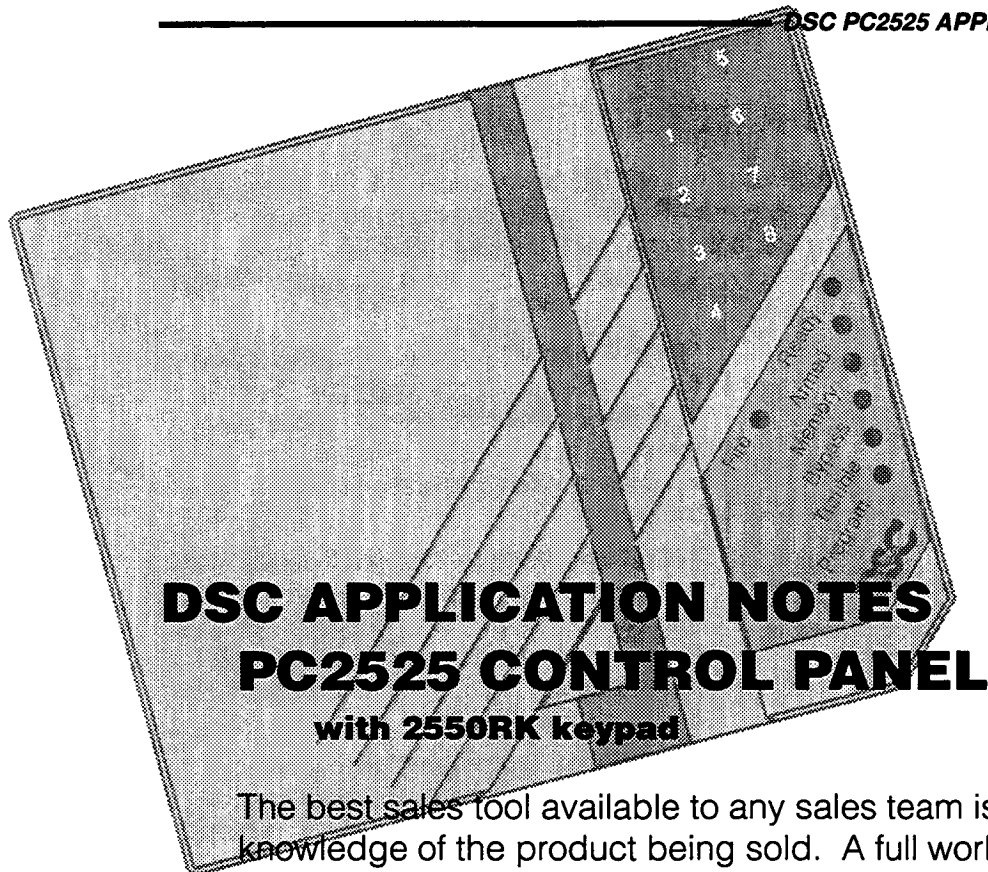 DSC PC2525 APPL
5
1 6
2 7
3 8
4
Ready
Armed
Memory
Fire Bypass
Trouble
Program
DSC
DSC APPLICATION NOTES
PC2525 CONTROL PANEL
with 2550RK keypad
The best sales tool available to any sales team is
knowledge of the product being sold. A full work